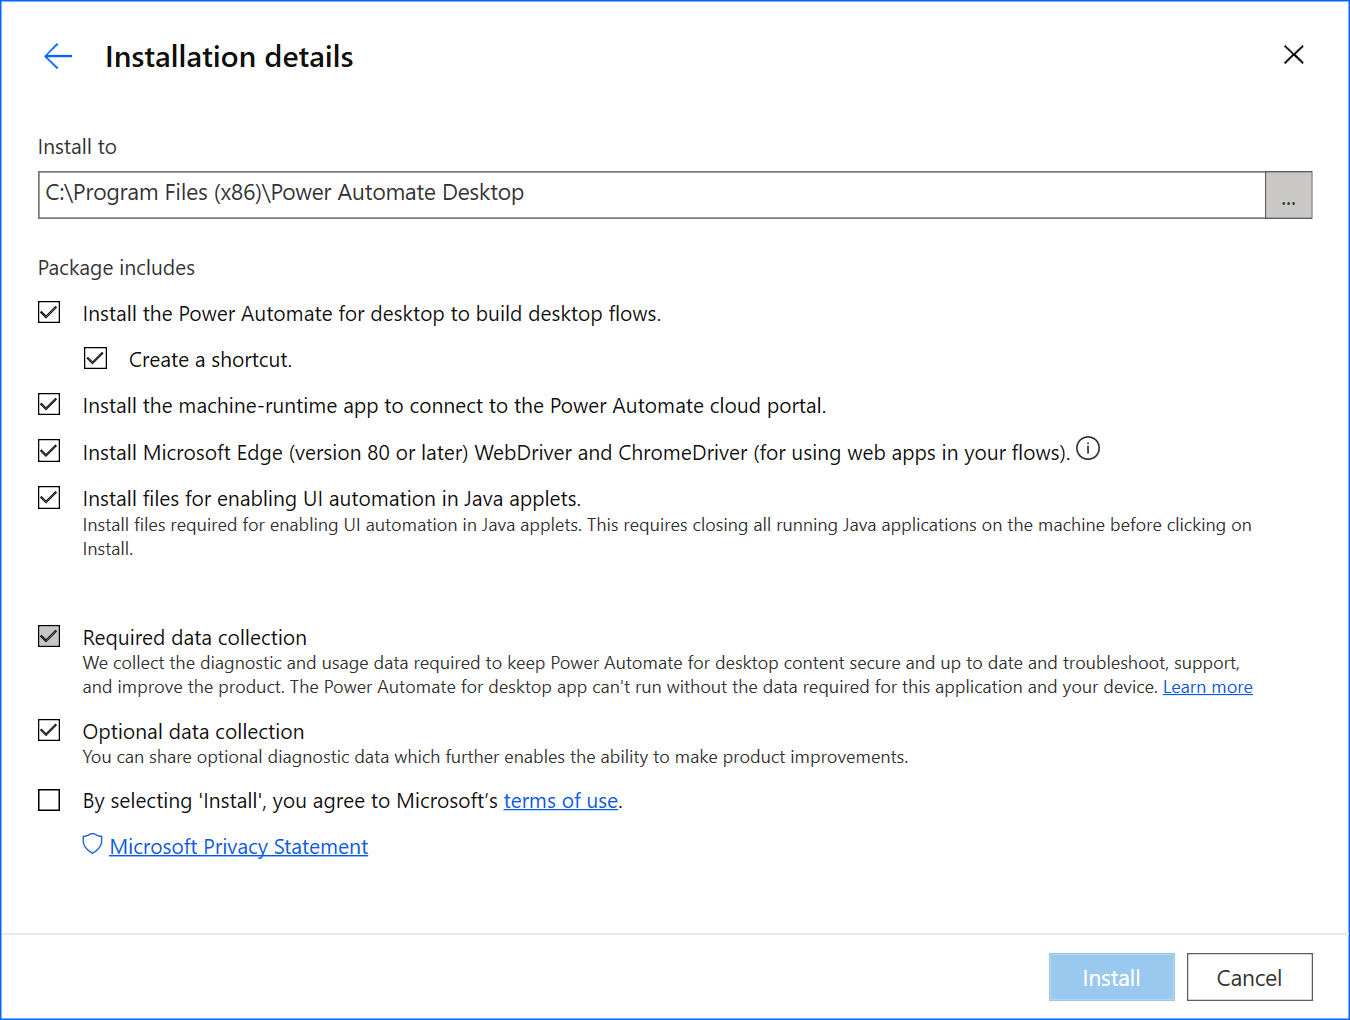 Installation details
Install to
C:\Program Files (x86)\Power Automate Desktop
...
Package includes
Install the Power Automate for desktop to build desktop flows.
Create a shortcut.
Install the machine-runtime app to connect to the Power Automate cloud portal.
Install Microsoft Edge (version 80 or later) WebDriver and ChromeDriver (for using web apps in your flows).
Install files for enabling UI automation in Java applets.
Install files required for enabling UI automation in Java applets. This requires closing all running Java applications on the machine before clicking on
Install.
Required data collection
We collect the diagnostic and usage data required to keep Power Automate for desktop content secure and up to date and troubleshoot, support,
and improve the product. The Power Automate for desktop app can't run without the data required for this application and your device. Learn more
Optional data collection
You can share optional diagnostic data which further enables the ability to make product improvements.
By selecting 'Install', you agree to Microsoft’s terms of use.
Microsoft Privacy Statement
Install
Cancel